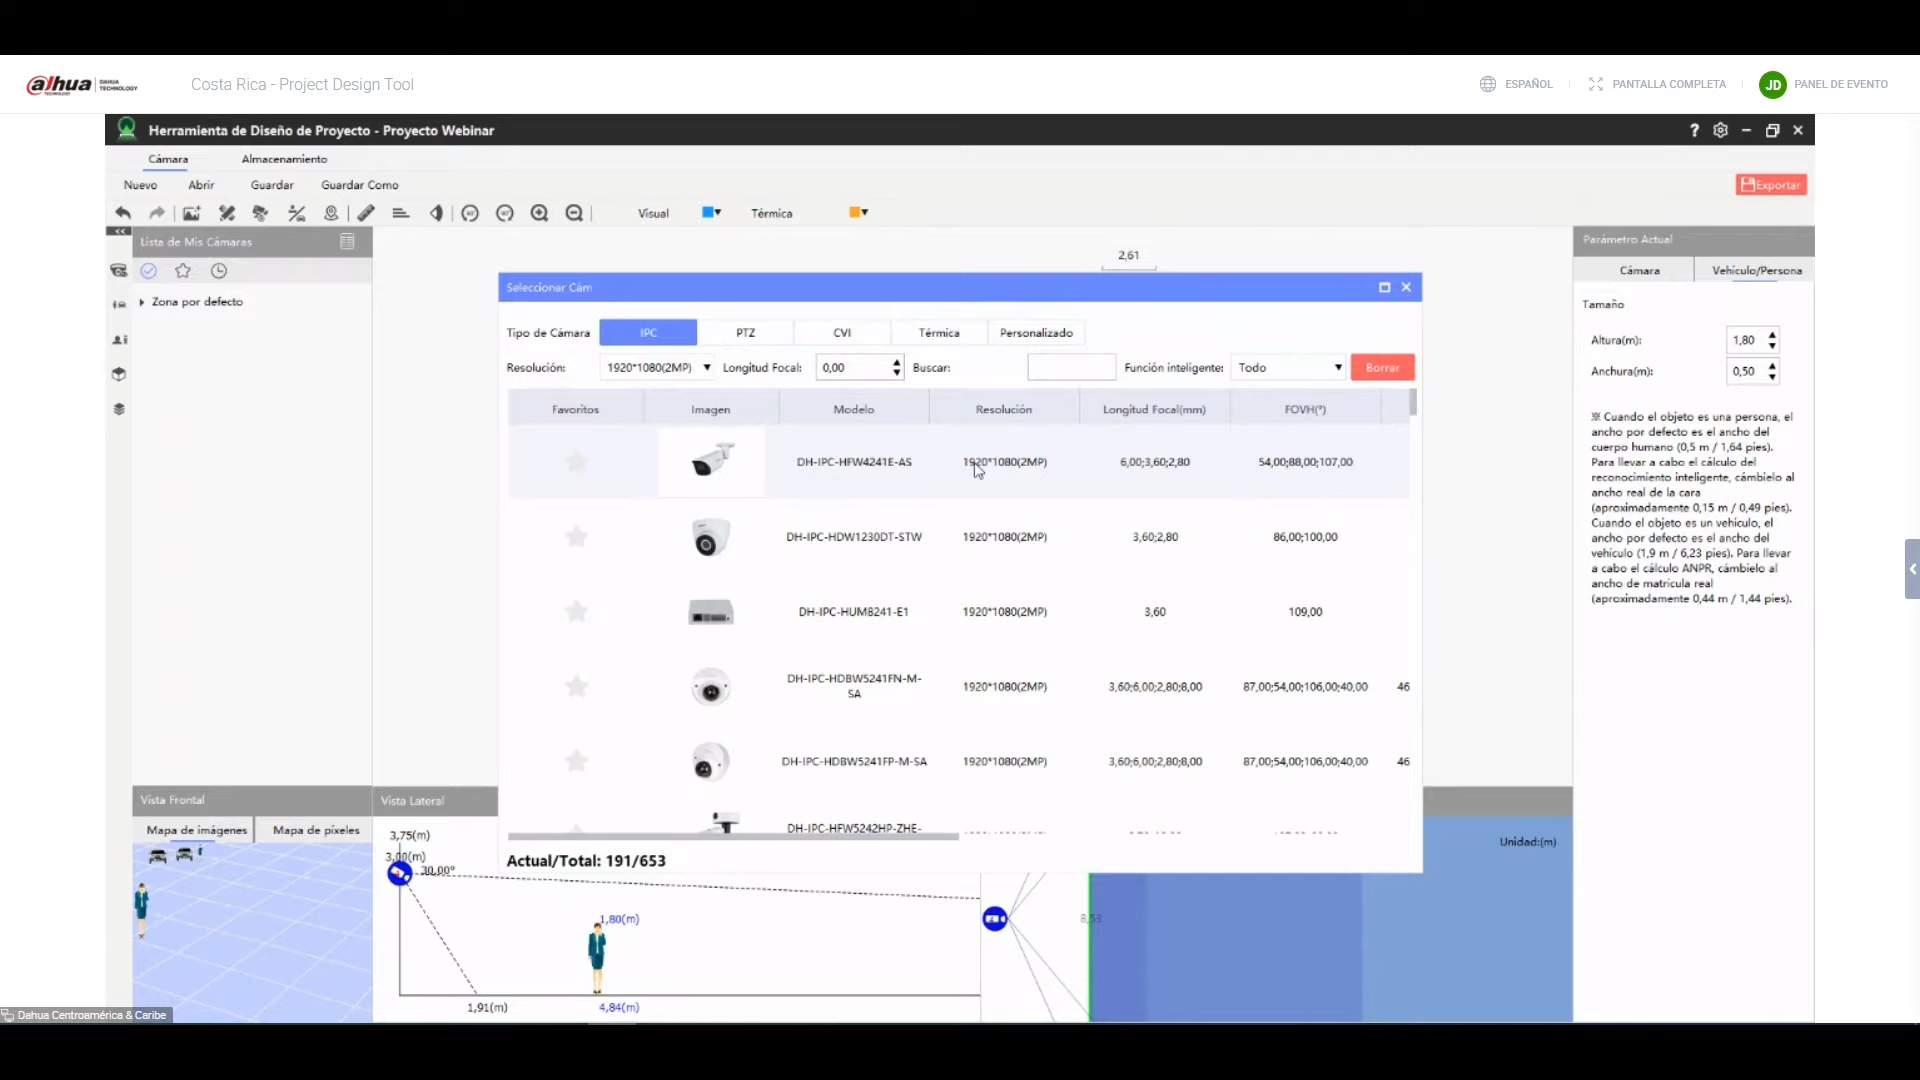 alhua DAHUA TECHNOLOGY
Costa Rica - Project Design Tool
ESPAÑOL
PANTALLA COMPLETA
JD
PANEL DE EVENTO
Herramienta de Diseño de Proyecto - Proyecto Webinar
Cámara
Almacenamiento
Nuevo
Abrir
Guardar
Guardar Como
Exportar
Visual
Térmica
Lista de Mis Cámaras
Zona por defecto
2,61
Seleccionar Cám
Tipo de Cámara
IPC
PTZ
CVI
Térmica
Personalizado
Resolución:
1920*1080(2MP)
Longitud Focal:
0,00
Buscar:
Función inteligente:
Todo
Borrar
Favoritos
Imagen
Modelo
Resolución
Longitud Focal(mm)
FOVH(°)
DH-IPC-HFW4241E-AS
1920*1080(2MP)
6,00;3,60;2,80
54,00;88,00;107,00
DH-IPC-HDW1230DT-STW
1920*1080(2MP)
3,60;2,80
86,00;100,00
DH-IPC-HUM8241-E1
1920*1080(2MP)
3,60
109,00
DH-IPC-HDBW5241FN-M-
SA
1920*1080(2MP)
3,60;6,00;2,80;8,00
87,00;54,00;106,00;40,00
46
DH-IPC-HDBW5241FP-M-SA
1920*1080(2MP)
3,60;6,00;2,80;8,00
87,00;54,00;106,00;40,00
46
DH-IPC-HFW5242HP-ZHE-
Actual/Total: 191/653
Parámetro Actual
Cámara
Vehículo/Persona
Tamaño
Altura(m):
1,80
Anchura(m):
0,50
※ Cuando el objeto es una persona, el
ancho por defecto es el ancho del
cuerpo humano (0,5 m / 1,64 pies).
Para llevar a cabo el cálculo del
reconocimiento inteligente, cámbielo al
ancho real de la cara
(aproximadamente 0,15 m / 0,49 pies).
Cuando el objeto es un vehículo, el
ancho por defecto es el ancho del
vehículo (1,9 m / 6,23 pies). Para llevar
a cabo el cálculo ANPR, cámbielo al
ancho de matricula real
(aproximadamente 0,44 m / 1,44 pies).
Vista Frontal
Mapa de imágenes
Mapa de píxeles
Vista Lateral
3,75(m)
3,00(m)
30,00°
1,80(m)
1,91(m)
4,84(m)
8,53
Unidad:(m)
Dahua Centroamérica & Caribe